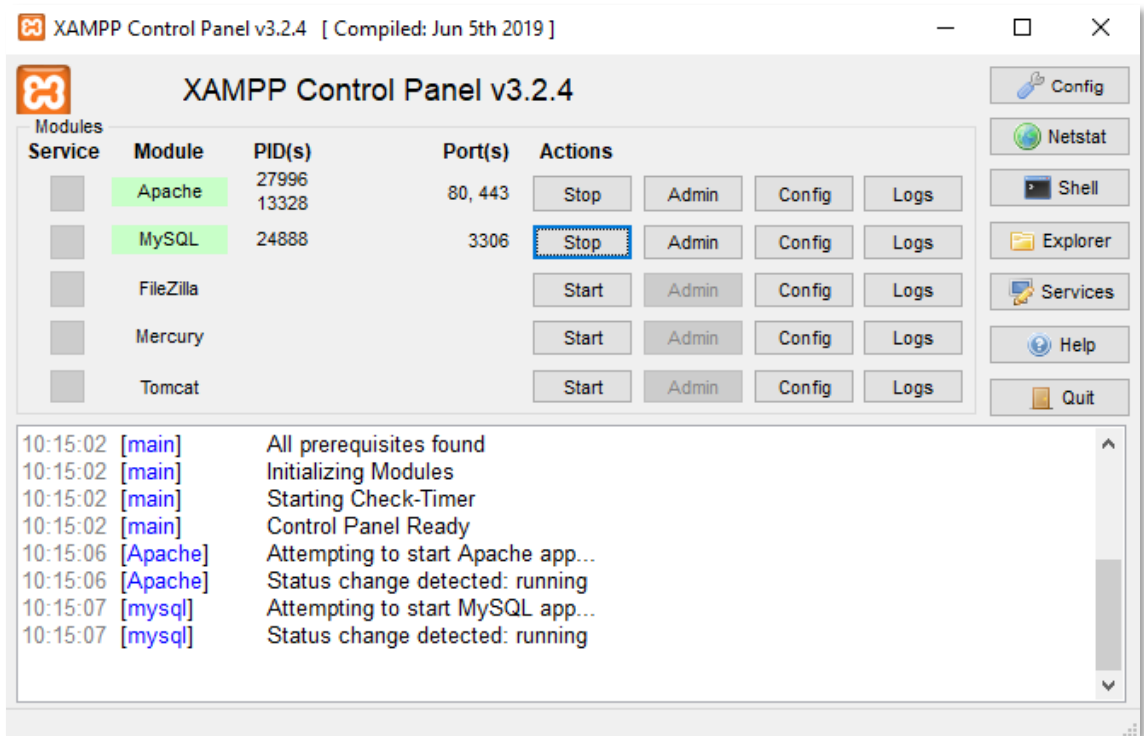 XAMPP Control Panel v3.2.4 [ Compiled: Jun 5th 2019 ]
XAMPP Control Panel v3.2.4
Config
Modules
Netstat
Service Module PID(s) Port(s) Actions
Apache 27996 13328 80, 443 Stop Admin Config Logs
Shell
MySQL 24888 3306 Stop Admin Config Logs
Explorer
FileZilla Start Admin Config Logs
Services
Mercury Start Admin Config Logs
Help
Tomcat Start Admin Config Logs
Quit
10:15:02 [main] All prerequisites found
10:15:02 [main] Initializing Modules
10:15:02 [main] Starting Check-Timer
10:15:02 [main] Control Panel Ready
10:15:06 [Apache] Attempting to start Apache app...
10:15:06 [Apache] Status change detected: running
10:15:07 [mysql] Attempting to start MySQL app...
10:15:07 [mysql] Status change detected: running